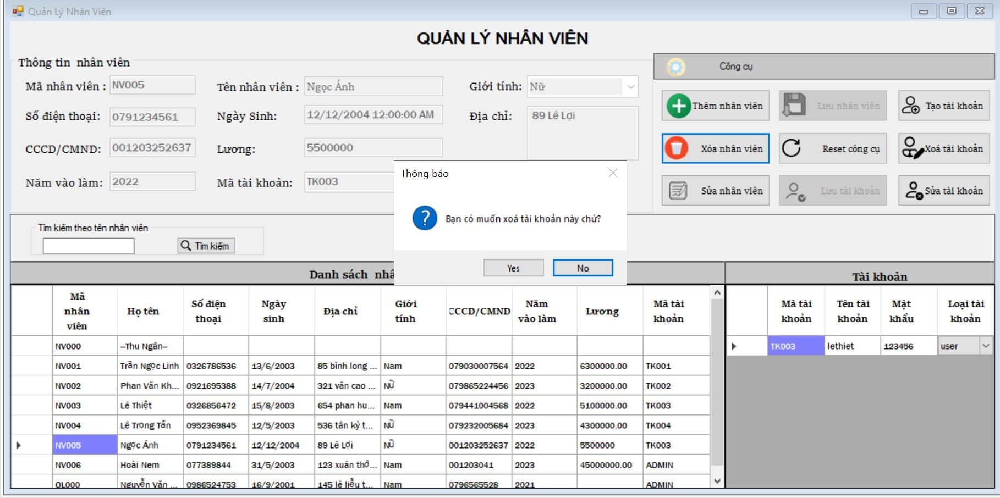 Quản Lý Nhân Viên
QUẢN LÝ NHÂN VIÊN
Thông tin  nhân viên
Mã nhân viên : NV005
Tên nhân viên : Ngọc Ánh
Giới tính: Nữ
Số điện thoại: 0791234561
Ngày Sinh: 12/12/2004 12:00:00 AM
Địa chỉ: 89 Lê Lợi
CCCD/CMND: 001203252637
Lương: 5500000
Năm vào làm: 2022
Mã tài khoản: TK003
Công cụ
Thêm nhân viên
Lưu nhân viên
Tạo tài khoản
Xóa nhân viên
Reset công cụ
Xoá tài khoản
Sửa nhân viên
Lưu tài khoản
Sửa tài khoản
Thông báo
Bạn có muốn xoá tài khoản này chứ?
Yes
No
Tìm kiếm theo tên nhân viên
Tìm kiếm
Danh sách nhâ
Mã nhân viên Họ tên Số điện thoại Ngày sinh Địa chỉ Giới tính CCCD/CMND Năm vào làm Lương Mã tài khoản
NV000 –Thu Ngân–
NV001 Trần Ngọc Linh 0326786536 13/6/2003 85 bình long ... Nam 079030007564 2022 6300000.00 TK001
NV002 Phan Văn Kh... 0921695388 14/7/2004 321 văn cao ... Nữ 079865224456 2023 3200000.00 TK002
NV003 Lê Thiệt 0326856472 15/8/2003 654 phan hu... Nam 079441004568 2022 5100000.00 TK003
NV004 Lê Trọng Tấn 0952369845 12/5/2003 536 tân kỳ t... Nữ 079232005684 2023 4300000.00 TK004
NV005 Ngọc Ánh 0791234561 12/12/2004 89 Lê Lợi Nữ 001203252637 2022 5500000 TK003
NV006 Hoài Nem 077389844 31/5/2003 123 xuân thớ... Nam 001203041 2023 45000000.00 ADMIN
OL000 Nguyễn Văn ... 0986524753 16/9/2001 145 lê liễu t... Nam 0796565528 2021 ADMIN
Tài khoản
Mã tài khoản Tên tài khoản Mật khẩu Loại tài khoản
TK003 lethiet 123456 user